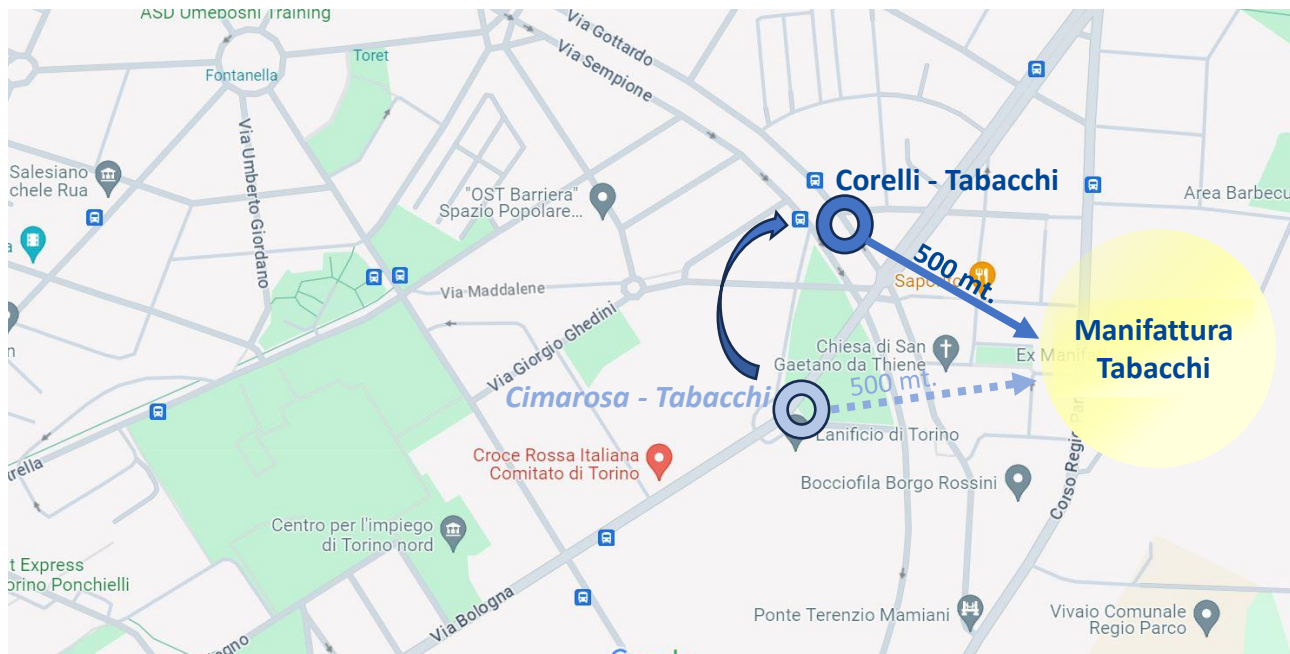 ASD Umeboshi Training
Via Gottardo
Via Sempione
Toret
Fontanella
Via Umberto Giordano
Salesiano
chele Rua
"OST Barriera"
Spazio Popolare...
Corelli - Tabacchi
Area Barbecu
500 mt.
Sapo
Via Maddalene
Via Giorgio Ghedini
Chiesa di San
Gaetano da Thiene
Ex Manifa
Manifattura
Tabacchi
500 mt.
Cimarosa - Tabacchi
Lanificio di Torino
Croce Rossa Italiana
Comitato di Torino
Bocciofila Borgo Rossini
Corso Regio Par
trella
Centro per l'impiego
di Torino nord
t Express
orino Ponchielli
Via Bologna
Ponte Terenzio Mamiani
Vivaio Comunale
Regio Parco